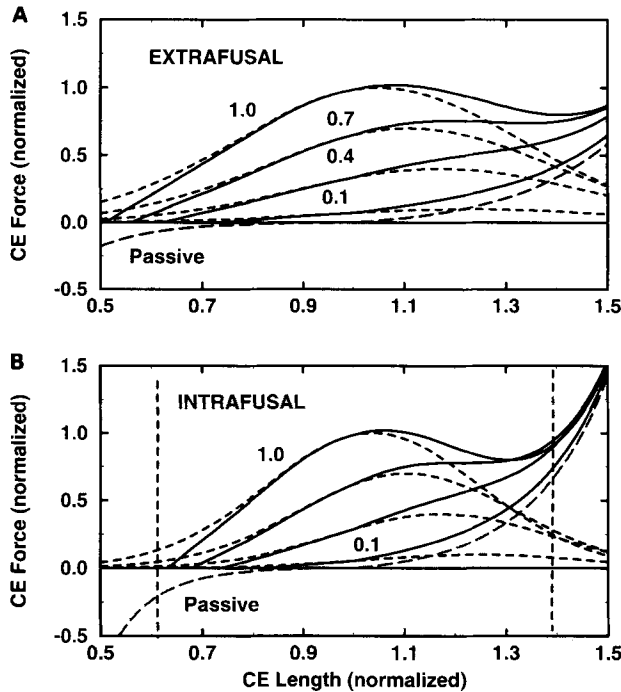 A
EXTRAFUSAL
CE Force (normalized)
1.5
1.0
0.5
0.0
-0.5
1.0
0.7
0.4
0.1
Passive
0.5 0.7 0.9 1.1 1.3 1.5
B
INTRAFUSAL
CE Force (normalized)
1.5
1.0
0.5
0.0
-0.5
1.0
0.1
Passive
0.5 0.7 0.9 1.1 1.3 1.5
CE Length (normalized)